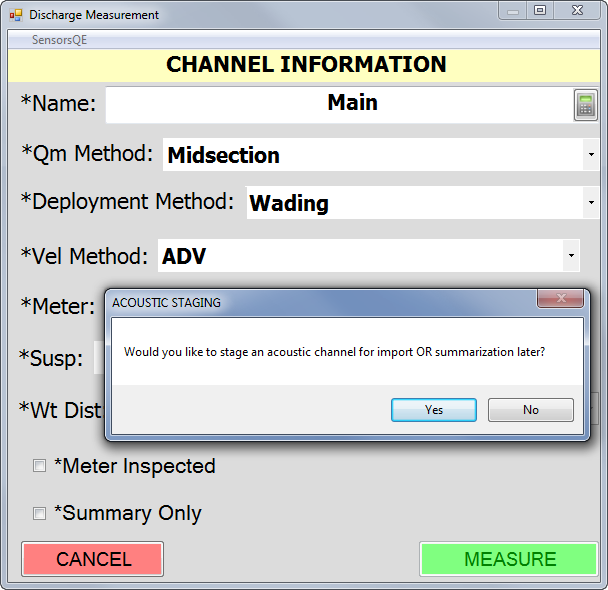 Discharge Measurement
SensorsQE
CHANNEL INFORMATION
*Name: Main
*Qm Method: Midsection
*Deployment Method: Wading
*Vel Method: ADV
*Meter:
ACOUSTIC STAGING
Would you like to stage an acoustic channel for import OR summarization later?
*Susp:
Yes No
*Wt Dist
*Meter Inspected
*Summary Only
CANCEL MEASURE